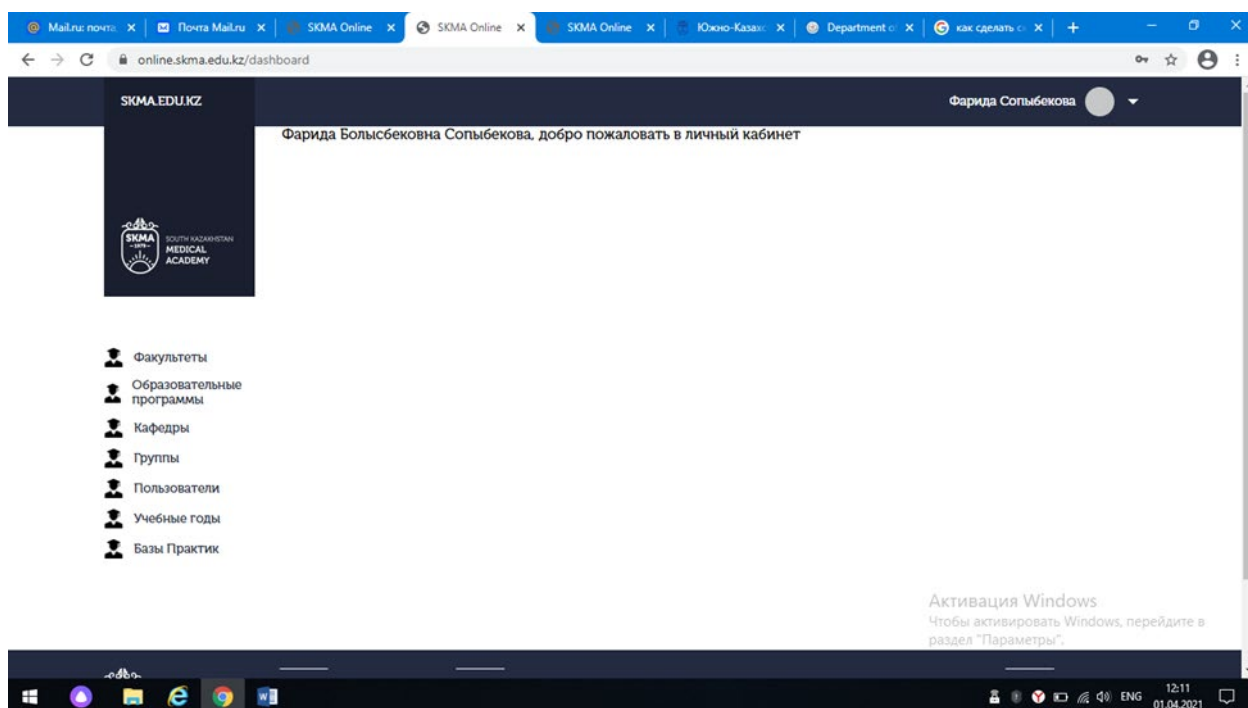 Mail.ru: почта
Почта Mail.ru
SKMA Online
SKMA Online
SKMA Online
Южно-Казахс
Department o
как сделать с
online.skma.edu.kz/dashboard
SKMA.EDU.KZ
Фарида Сопыбекова
Фарида Болысбековна Сопыбекова, добро пожаловать в личный кабинет
SKMA
-1979-
SOUTH KAZAKHSTAN
MEDICAL
ACADEMY
Факультеты
Образовательные
программы
Кафедры
Группы
Пользователи
Учебные годы
Базы Практик
Активация Windows
Чтобы активировать Windows, перейдите в
раздел "Параметры".
ENG
12:11
01.04.2021